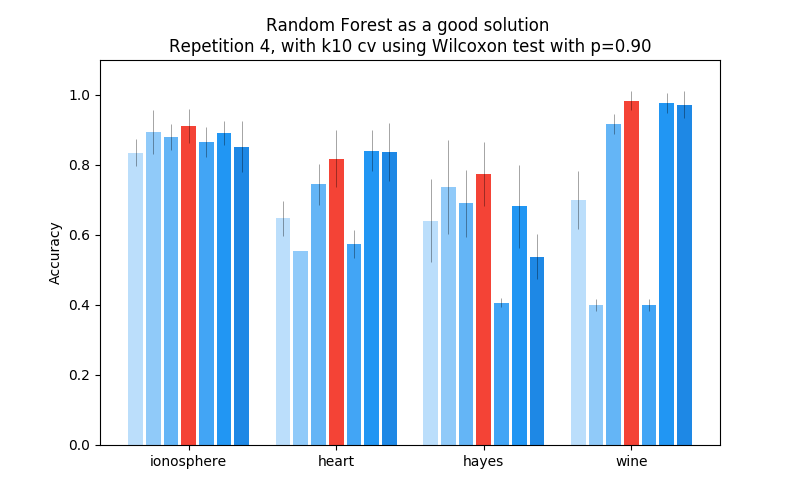 Random Forest as a good solution
Repetition 4, with k10 cv using Wilcoxon test with p=0.90
1.0
0.8
0.6
0.4
0.2
0.0
Accuracy
ionosphere
heart
hayes
wine